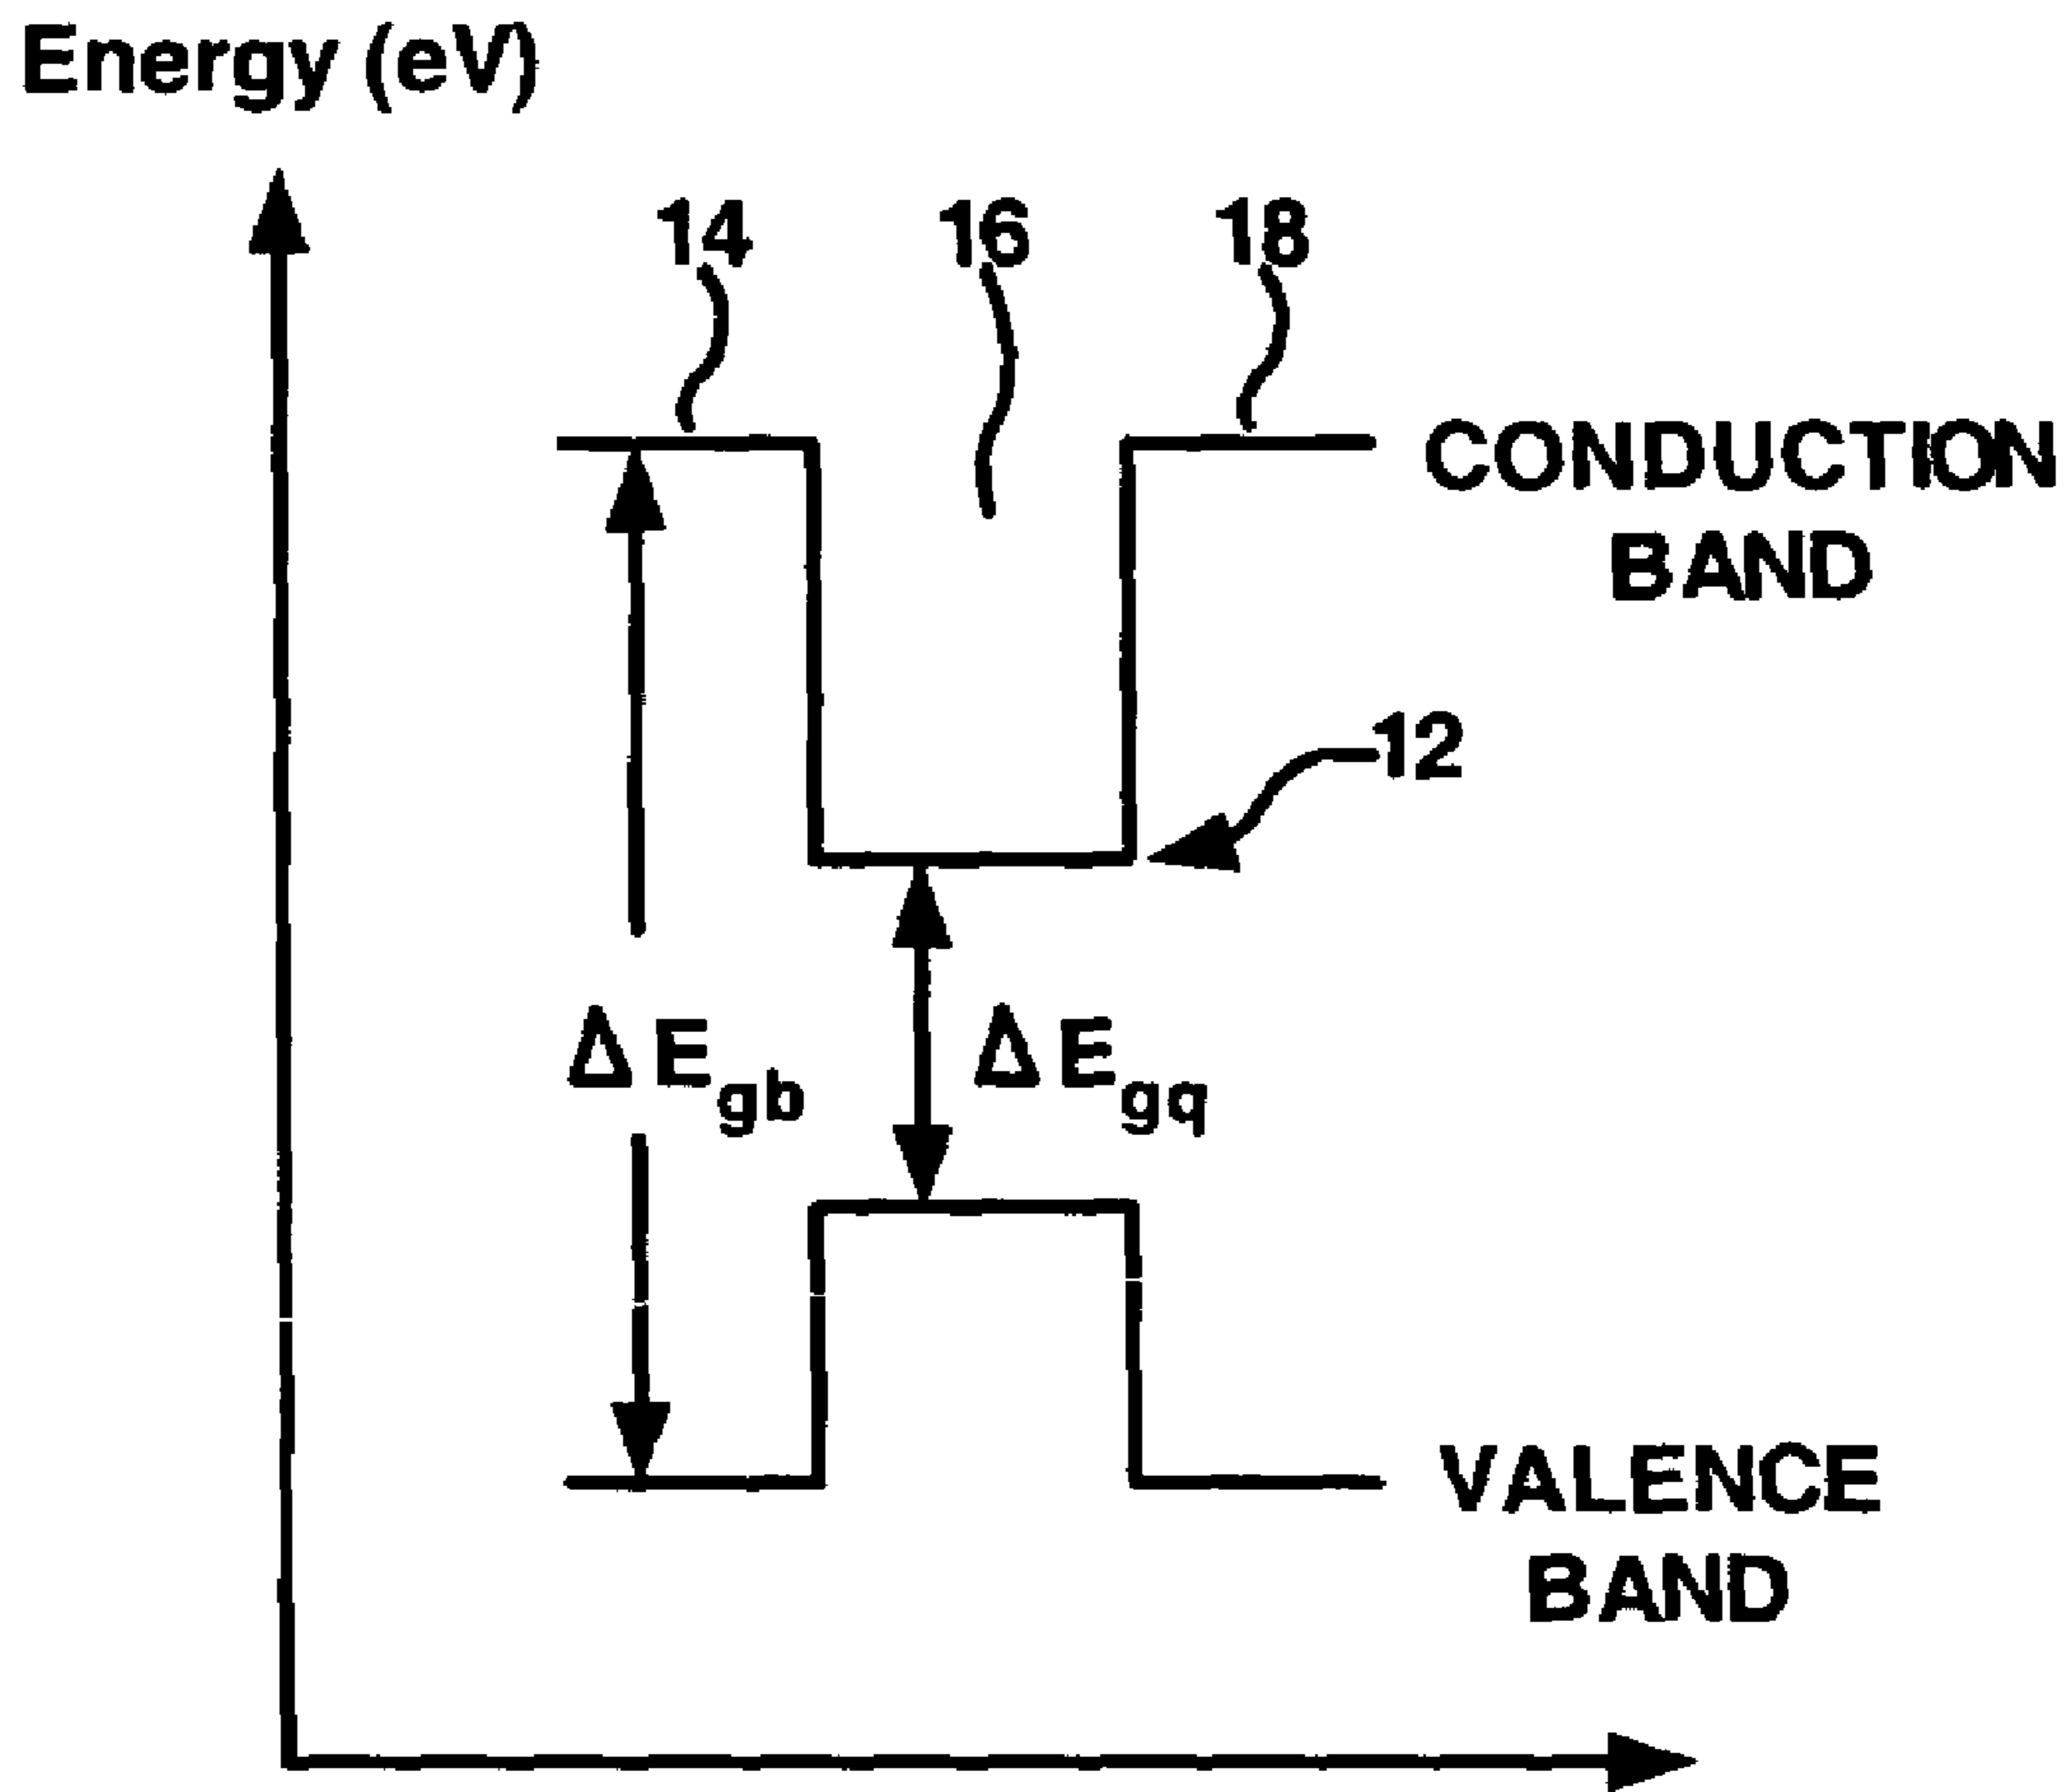 Energy (eV)
14 16 18
CONDUCTION
BAND
12
ΔEgb ΔEgq
VALENCE
BAND